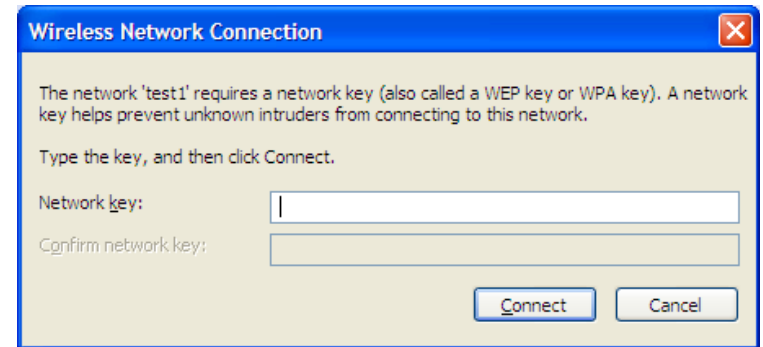 Wireless Network Connection
The network 'test1' requires a network key (also called a WEP key or WPA key). A network
key helps prevent unknown intruders from connecting to this network.
Type the key, and then click Connect.
Network key:
Confirm network key:
Connect Cancel